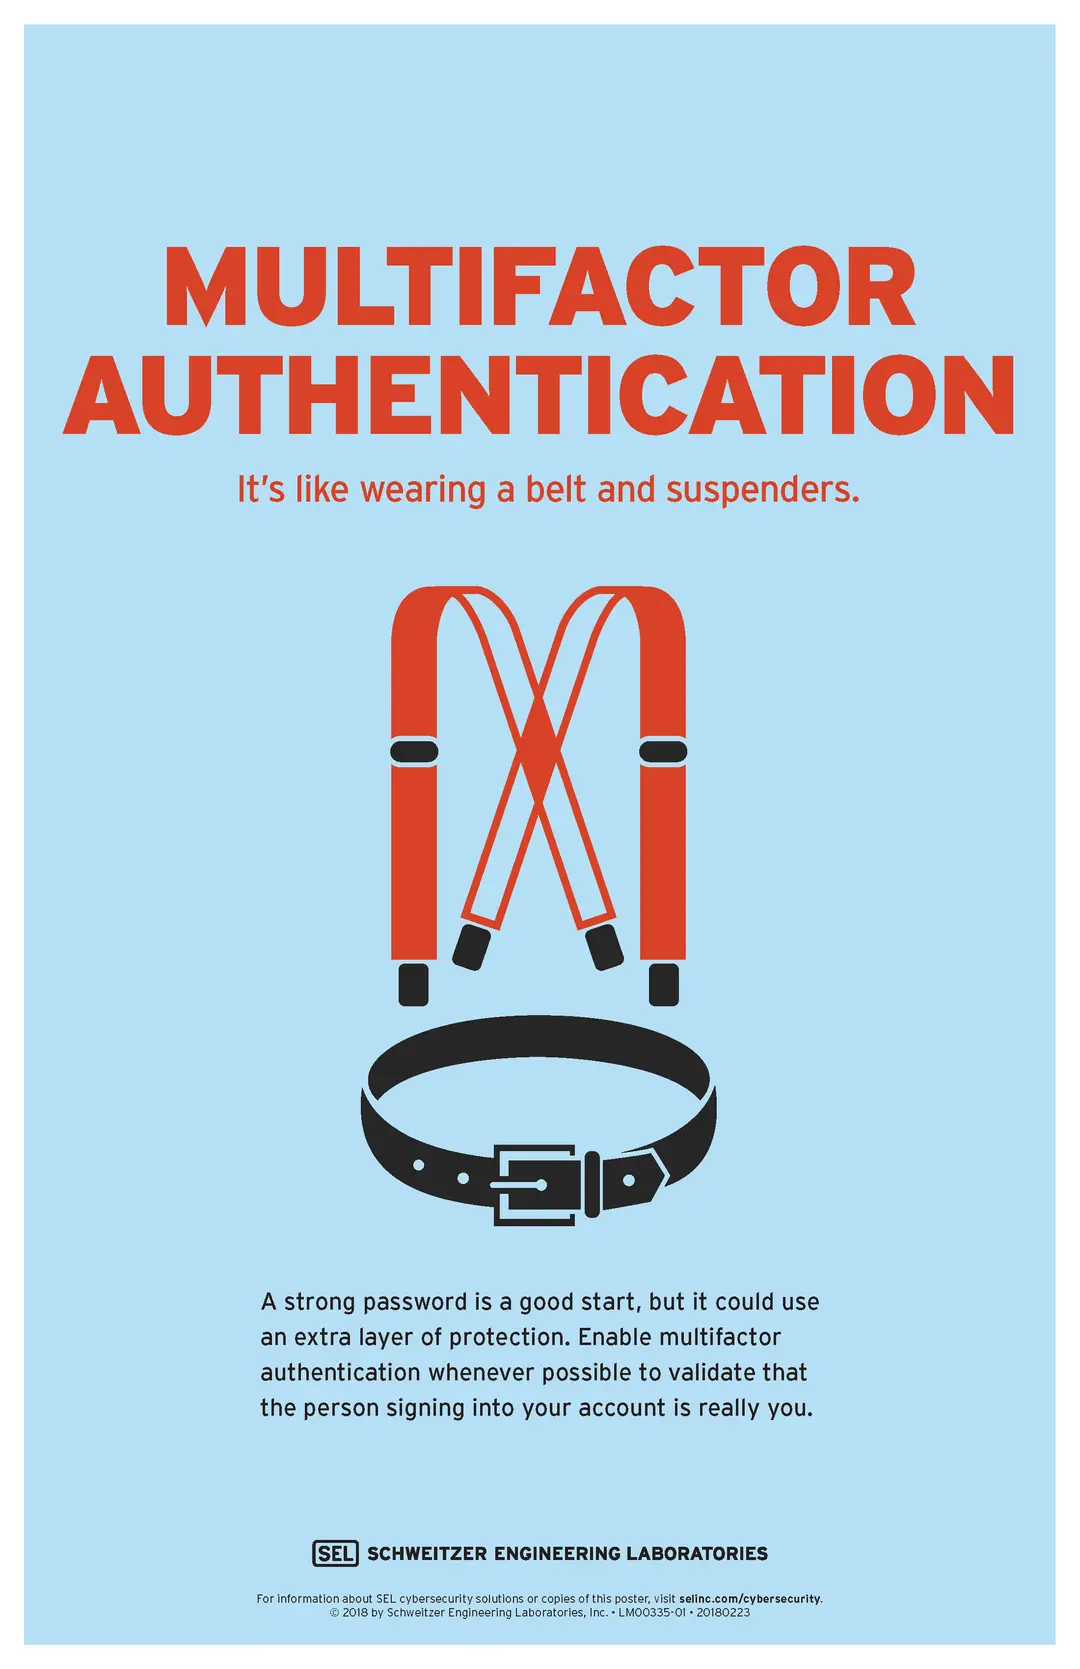 MULTIFACTOR
AUTHENTICATION
It's like wearing a belt and suspenders.
A strong password is a good start, but it could use
an extra layer of protection. Enable multifactor
authentication whenever possible to validate that
the person signing into your account is really you.
SEL SCHWEITZER ENGINEERING LABORATORIES
For information about SEL cybersecurity solutions or copies of this poster, visit selinc.com/cybersecurity.
© 2018 by Schweitzer Engineering Laboratories, Inc. • LM00335-01 • 20180223